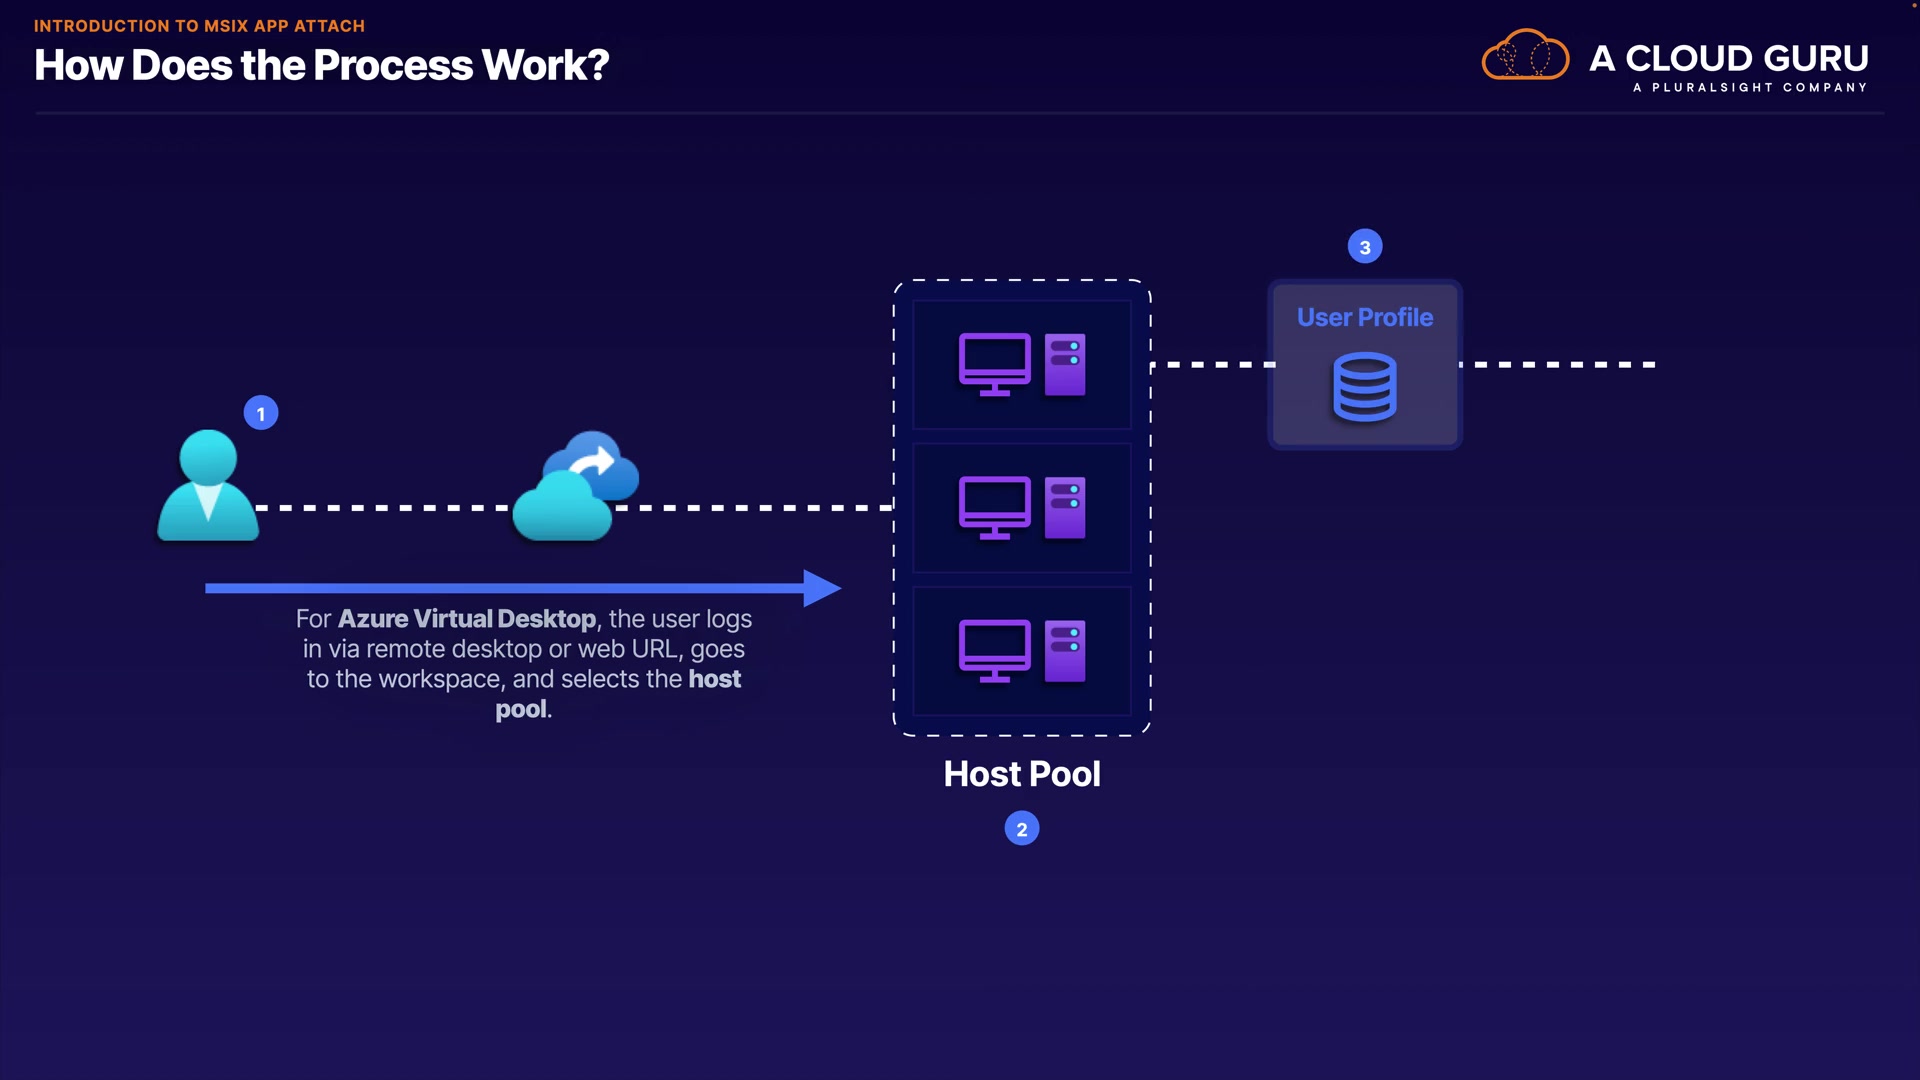 INTRODUCTION TO MSIX APP ATTACH
How Does the Process Work?
A CLOUD GURU
A PLURALSIGHT COMPANY
3
User Profile
1
For Azure Virtual Desktop, the user logs
in via remote desktop or web URL, goes
to the workspace, and selects the host
pool.
Host Pool
2